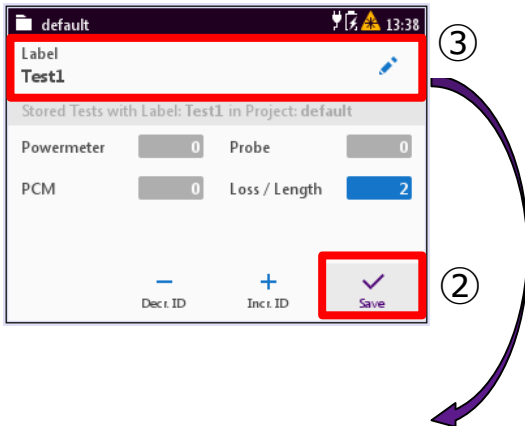 default 13:38
Label
Test1
Stored Tests with Label: Test1 in Project: default
Powermeter 0 Probe 0
PCM 0 Loss / Length 2
Decr. ID Incr. ID Save
③
②